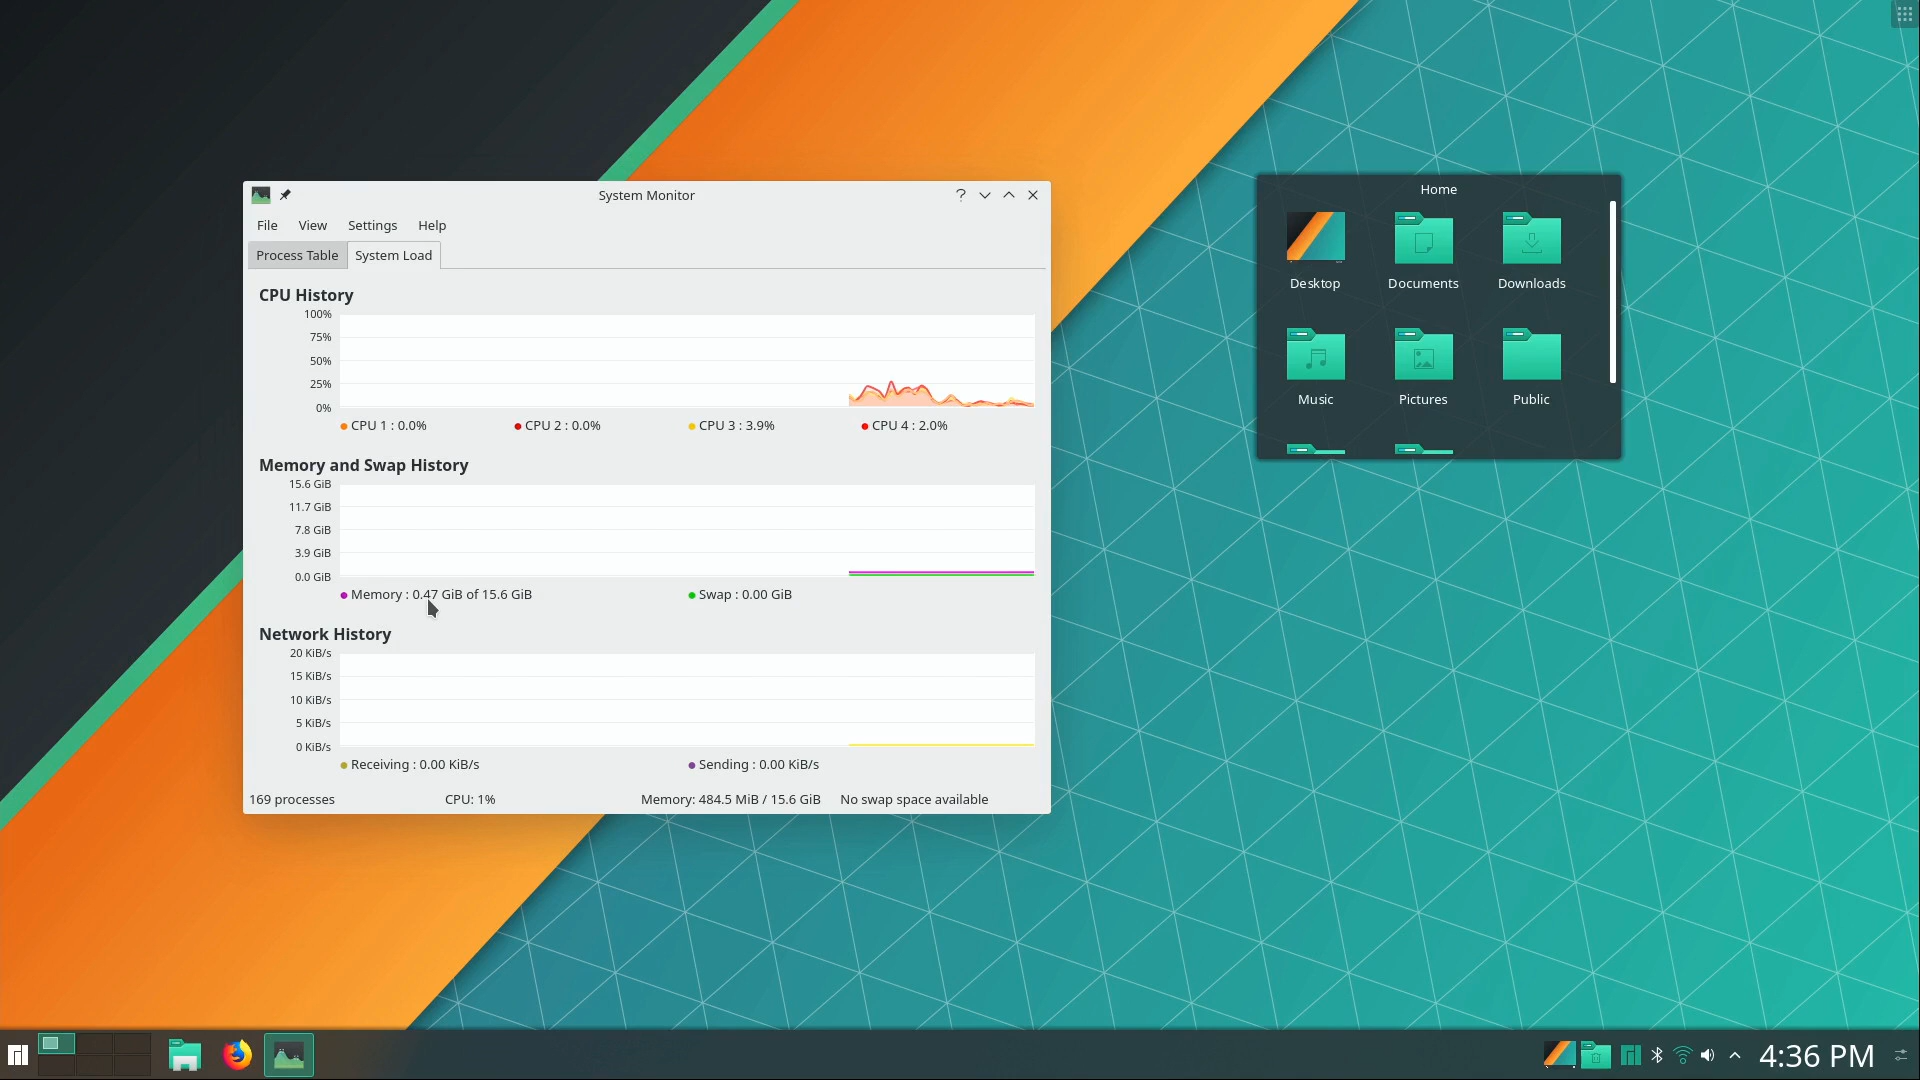 System Monitor
File View Settings Help
Process Table System Load
CPU History
100%
75%
50%
25%
0%
CPU 1 : 0.0% CPU 2 : 0.0% CPU 3 : 3.9% CPU 4 : 2.0%
Memory and Swap History
15.6 GiB
11.7 GiB
7.8 GiB
3.9 GiB
0.0 GiB
Memory : 0.47 GiB of 15.6 GiB Swap : 0.00 GiB
Network History
20 KiB/s
15 KiB/s
10 KiB/s
5 KiB/s
0 KiB/s
Receiving : 0.00 KiB/s Sending : 0.00 KiB/s
169 processes CPU: 1% Memory: 484.5 MiB / 15.6 GiB No swap space available
Home
Desktop Documents Downloads
Music Pictures Public
4:36 PM